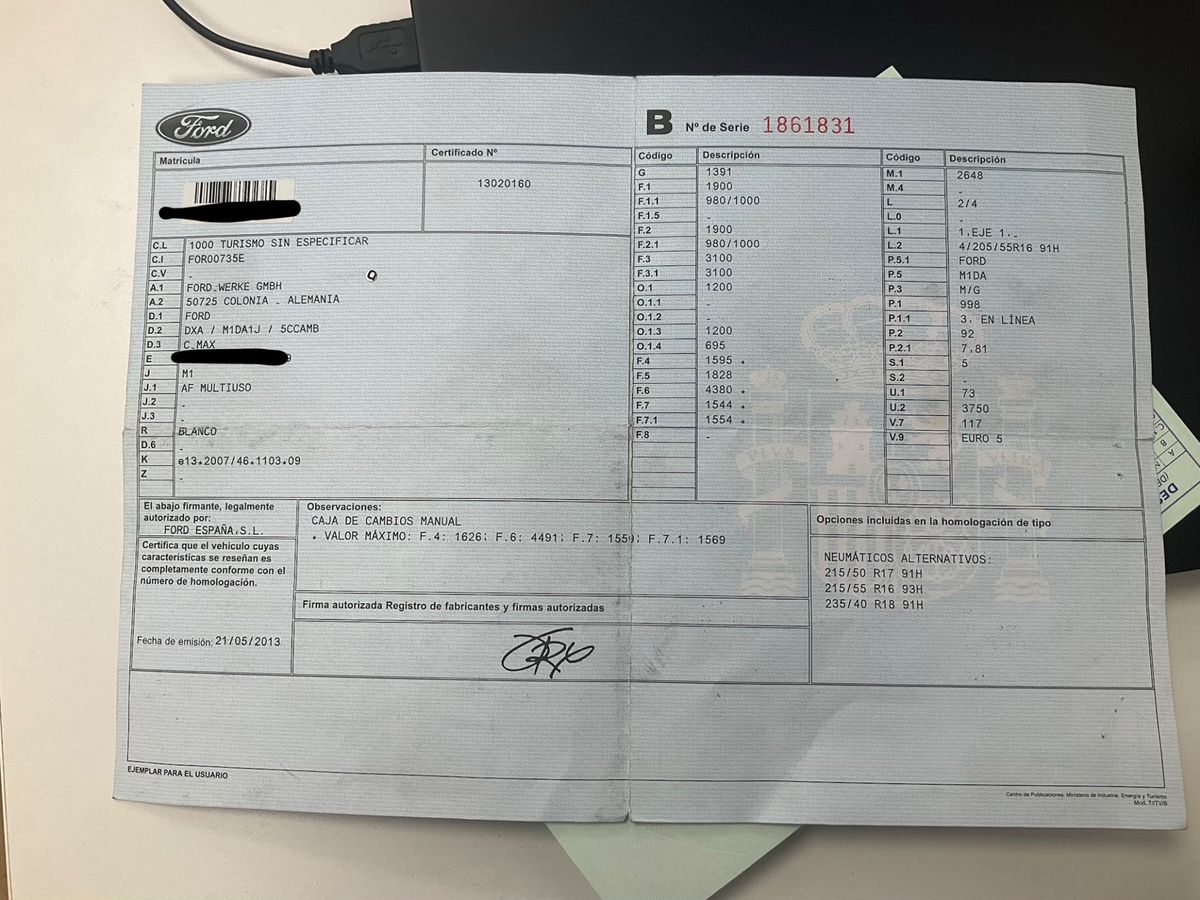 Ford
B Nº de Serie 1861831
Matrícula
Certificado Nº
13020160
C.L 1000 TURISMO SIN ESPECIFICAR
C.I FOR00735E
C.V -
A.1 FORD-WERKE GMBH
A.2 50725 COLONIA - ALEMANIA
D.1 FORD
D.2 DXA / M1DA1J / 5CCAMB
D.3 C-MAX
E 9
J M1
J.1 AF MULTIUSO
J.2 -
J.3 -
R BLANCO
D.6 -
K e13*2007/46*1103*09
Z -
Código Descripción
G 1391
F.1 1900
F.1.1 980/1000
F.1.5 -
F.2 1900
F.2.1 980/1000
F.3 3100
F.3.1 3100
O.1 1200
O.1.1 -
O.1.2 -
O.1.3 1200
O.1.4 695
F.4 1595 *
F.5 1828
F.6 4380 *
F.7 1544 *
F.7.1 1554 *
F.8 -
Código Descripción
M.1 2648
M.4 -
L 2/4
L.0 -
L.1 1,EJE 1,-
L.2 4/205/55R16 91H
P.5.1 FORD
P.5 M1DA
P.3 M/G
P.1 998
P.1.1 3, EN LÍNEA
P.2 92
P.2.1 7,81
S.1 5
S.2 -
U.1 73
U.2 3750
V.7 117
V.9 EURO 5
El abajo firmante, legalmente
autorizado por:
FORD ESPAÑA,S.L.
Certifica que el vehículo cuyas
características se reseñan es
completamente conforme con el
número de homologación.
Fecha de emisión: 21/05/2013
Observaciones:
CAJA DE CAMBIOS MANUAL
* VALOR MÁXIMO: F.4: 1626; F.6: 4491; F.7: 1559; F.7.1: 1569
Firma autorizada Registro de fabricantes y firmas autorizadas
Opciones incluidas en la homologación de tipo
NEUMÁTICOS ALTERNATIVOS:
215/50 R17 91H
215/55 R16 93H
235/40 R18 91H
EJEMPLAR PARA EL USUARIO
Centro de Publicaciones. Ministerio de Industria, Energía y Turismo
Mod. T/ITV/B